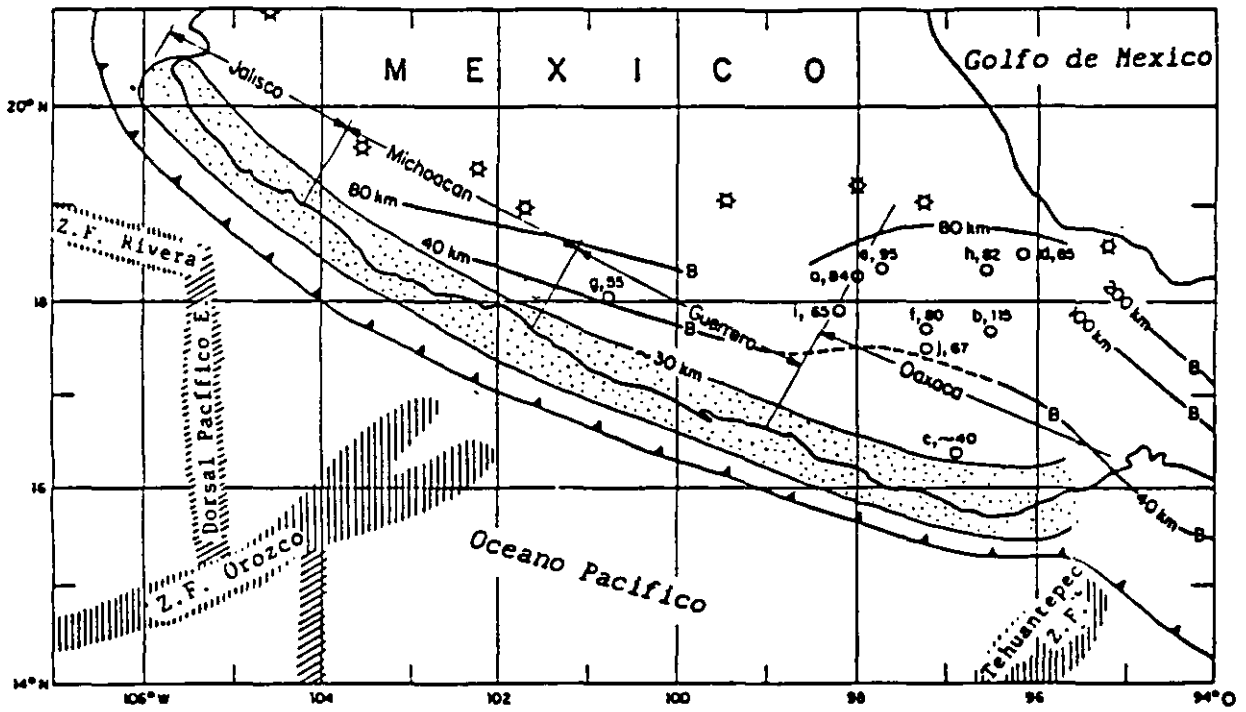 M E X I C O
Golfo de Mexico
20° N
Jalisco
Michoacan
80 km
40 km
B
B
g, 55
Z.F. Rivera
18
80 km
e, 95
a, 84
h, 82
d, 85
i, 65
f, 80
b, 115
j, 67
200 km
100 km
B
B
Guerrero
~30 km
Oaxaca
B
c, ~40
40 km
B
16
Dorsal Pacífico E.
Z.F. Orozco
Oceano Pacifico
Tehuantepec
Z.F.
14° N
106° W
104
102
100
98
96
94° O